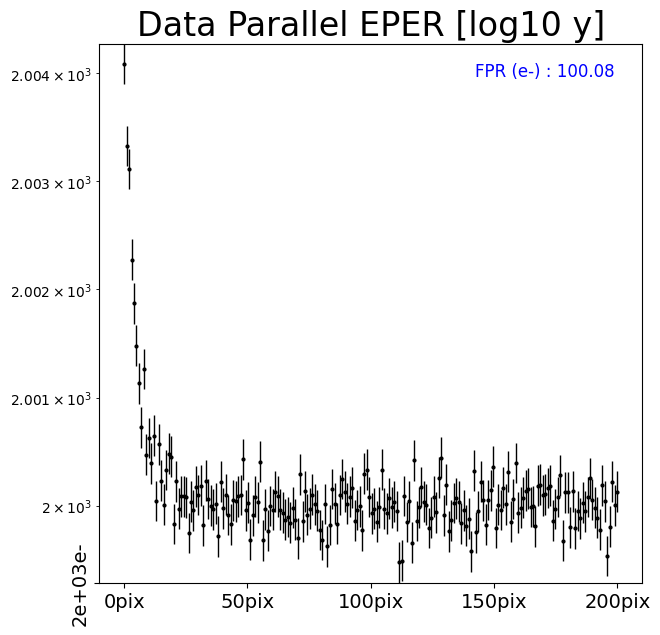 Data Parallel EPER [log10 y]
FPR (e-) : 100.08
2.004 × 10³
2.003 × 10³
2.002 × 10³
2.001 × 10³
2 × 10³
2e+03e-
0pix 50pix 100pix 150pix 200pix